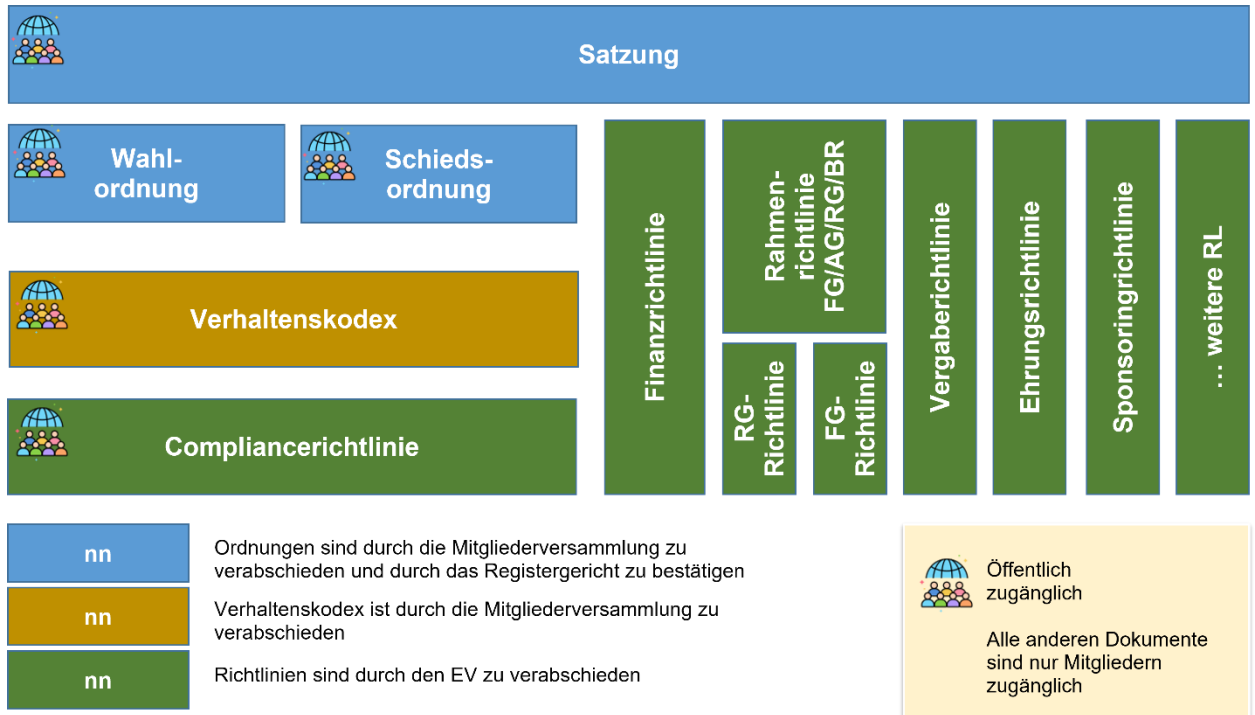 Satzung
Wahl-
ordnung
Schieds-
ordnung
Verhaltenskodex
Compliancerichtlinie
Finanzrichtlinie
Rahmen-
richtlinie
FG/AG/RG/BR
RG-
Richtlinie
FG-
Richtlinie
Vergaberichtlinie
Ehrungsrichtlinie
Sponsoringrichtlinie
... weitere RL
nn
Ordnungen sind durch die Mitgliederversammlung zu
verabschieden und durch das Registergericht zu bestätigen
nn
Verhaltenskodex ist durch die Mitgliederversammlung zu
verabschieden
nn
Richtlinien sind durch den EV zu verabschieden
Öffentlich
zugänglich
Alle anderen Dokumente
sind nur Mitgliedern
zugänglich